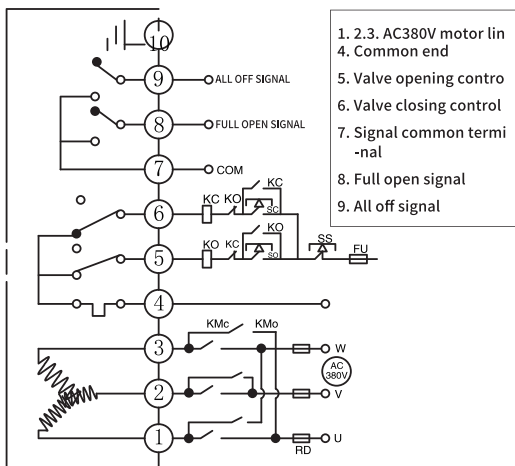 10
9
ALL OFF SIGNAL
8
FULL OPEN SIGNAL
7
COM
KC
6
KC KO
SC
KO
5
KO KC
SO
SS
FU
4
KMc KMo
3
W
AC
380V
2
V
1
U
RD
1. 2.3. AC380V motor lin
4. Common end
5. Valve opening contro
6. Valve closing control
7. Signal common termi
-nal
8. Full open signal
9. All off signal